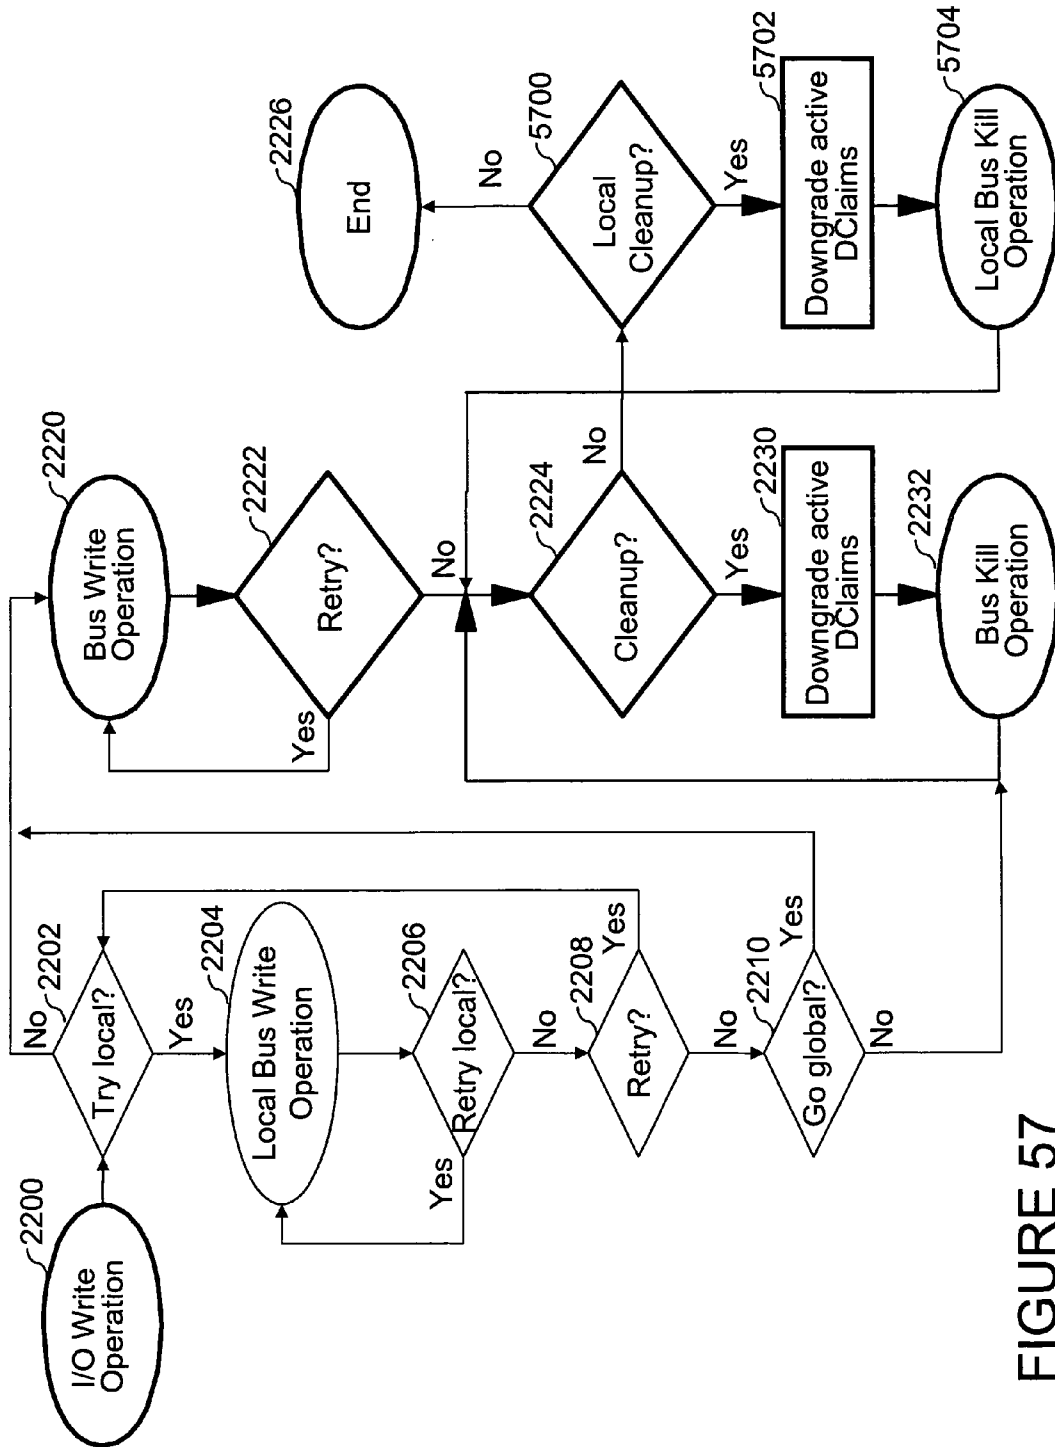 2200
I/O Write
Operation
2202
Try local?
No
Yes
2204
Local Bus Write
Operation
2206
Retry local?
Yes
No
2208
Retry?
Yes
No
2210
Go global?
Yes
No
2220
Bus Write
Operation
2222
Retry?
Yes
No
2224
Cleanup?
No
Yes
2230
Downgrade active
DClaims
2232
Bus Kill
Operation
2226
End
No
5700
Local
Cleanup?
Yes
5702
Downgrade active
DClaims
5704
Local Bus Kill
Operation
FIGURE 57